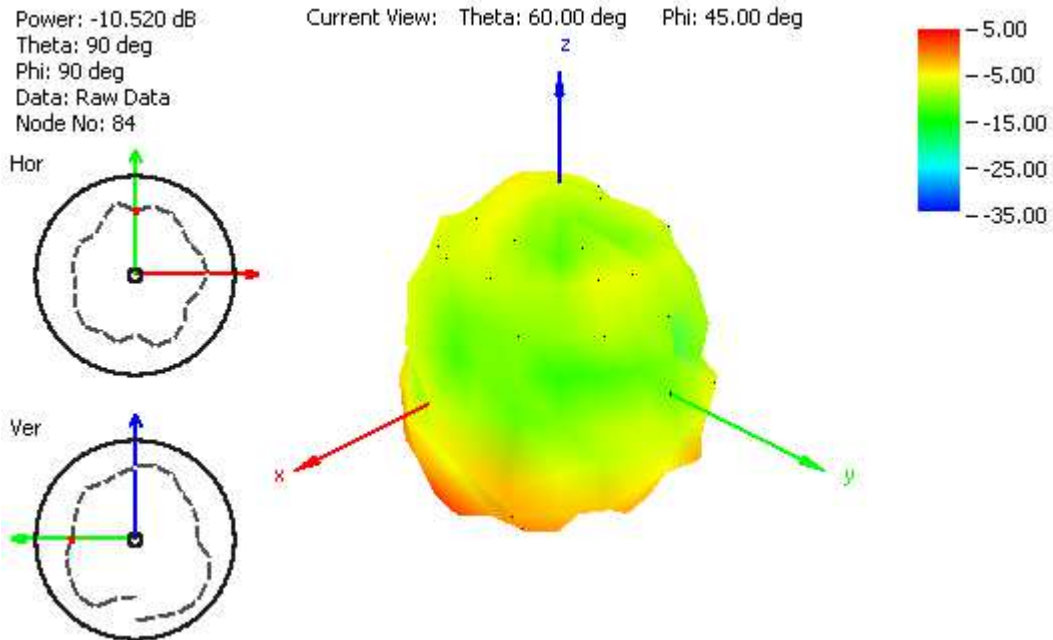 Power: -10.520 dB
Theta: 90 deg
Phi: 90 deg
Data: Raw Data
Node No: 84
Current View: Theta: 60.00 deg Phi: 45.00 deg
5.00
-5.00
-15.00
-25.00
-35.00
z
Hor
Ver
x
y